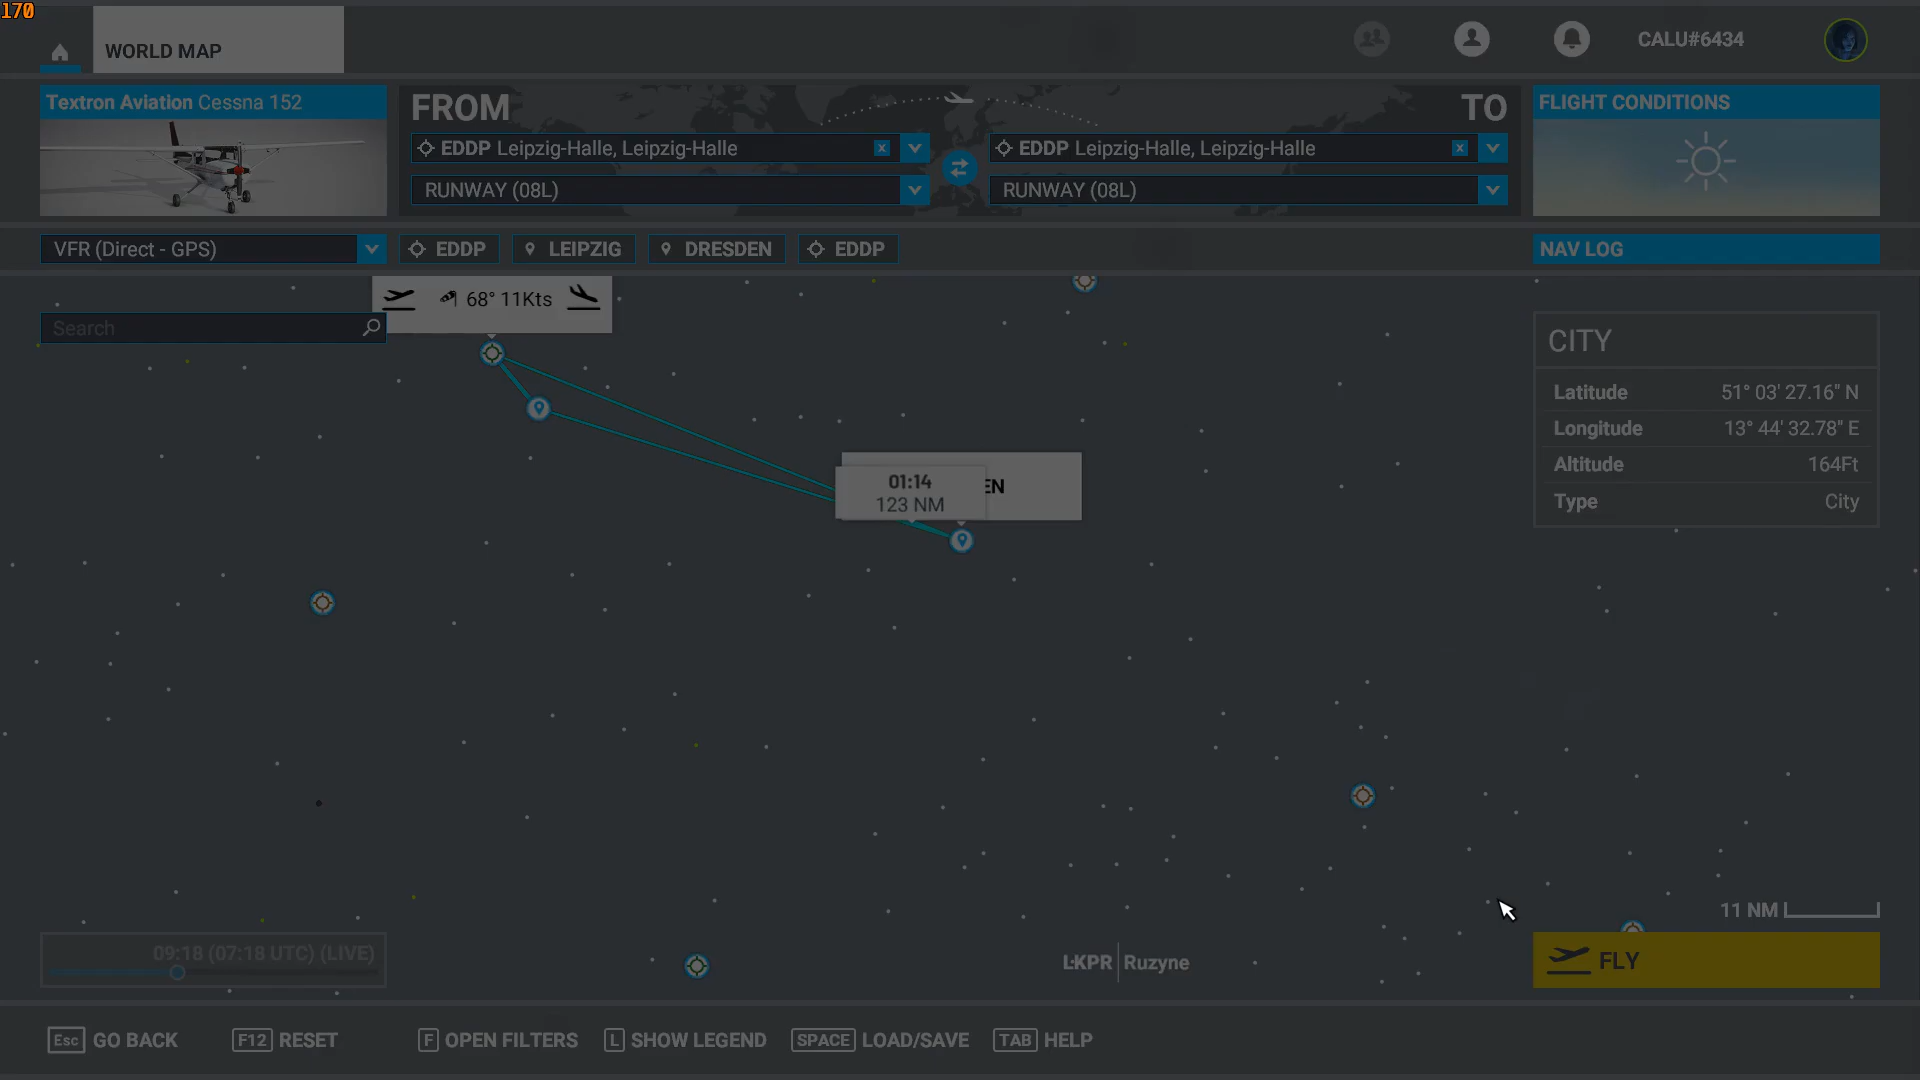 170
WORLD MAP
CALU#6434
Textron Aviation Cessna 152
FROM
TO
FLIGHT CONDITIONS
EDDP Leipzig-Halle, Leipzig-Halle
x
EDDP Leipzig-Halle, Leipzig-Halle
x
RUNWAY (08L)
RUNWAY (08L)
VFR (Direct - GPS)
EDDP
LEIPZIG
DRESDEN
EDDP
NAV LOG
68° 11Kts
Search
CITY
Latitude 51° 03' 27.16" N
Longitude 13° 44' 32.78" E
Altitude 164Ft
Type City
01:14
123 NM
EN
11 NM
09:18 (07:18 UTC) (LIVE)
LKPR Ruzyne
FLY
Esc GO BACK
F12 RESET
F OPEN FILTERS
L SHOW LEGEND
SPACE LOAD/SAVE
TAB HELP